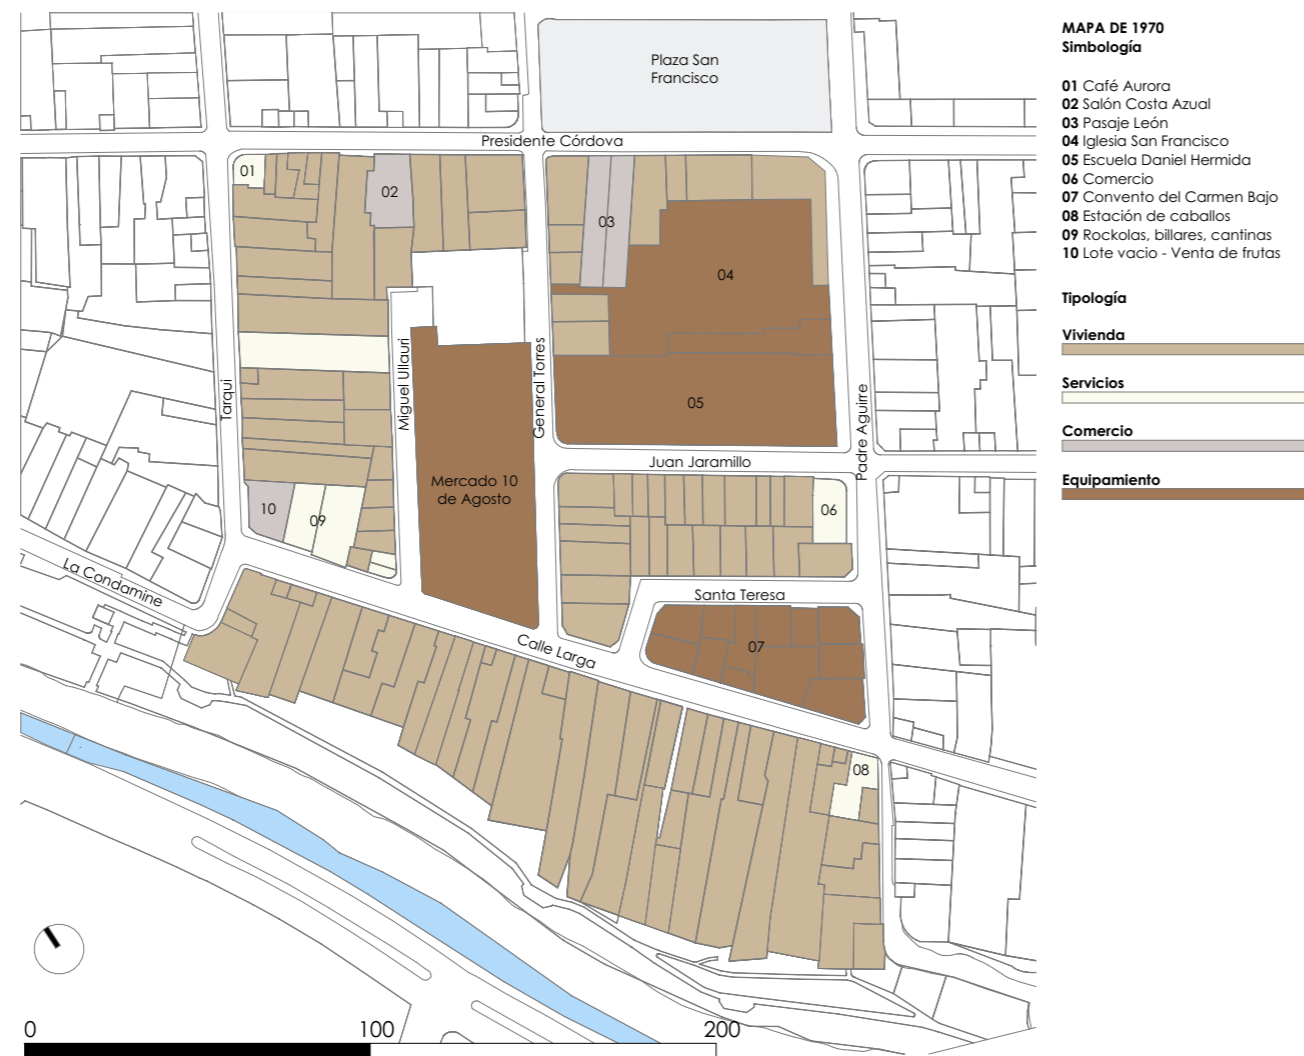 Plaza San
Francisco
Presidente Córdova
01
02
03
04
05
Tarqui
Miguel Ullauri
General Torres
Padre Aguirre
Juan Jaramillo
Mercado 10
de Agosto
10
09
06
La Condamine
Santa Teresa
07
Calle Larga
08
0
100
200
MAPA DE 1970
Simbología
01 Café Aurora
02 Salón Costa Azual
03 Pasaje León
04 Iglesia San Francisco
05 Escuela Daniel Hermida
06 Comercio
07 Convento del Carmen Bajo
08 Estación de caballos
09 Rockolas, billares, cantinas
10 Lote vacio - Venta de frutas
Tipología
Vivienda
Servicios
Comercio
Equipamiento